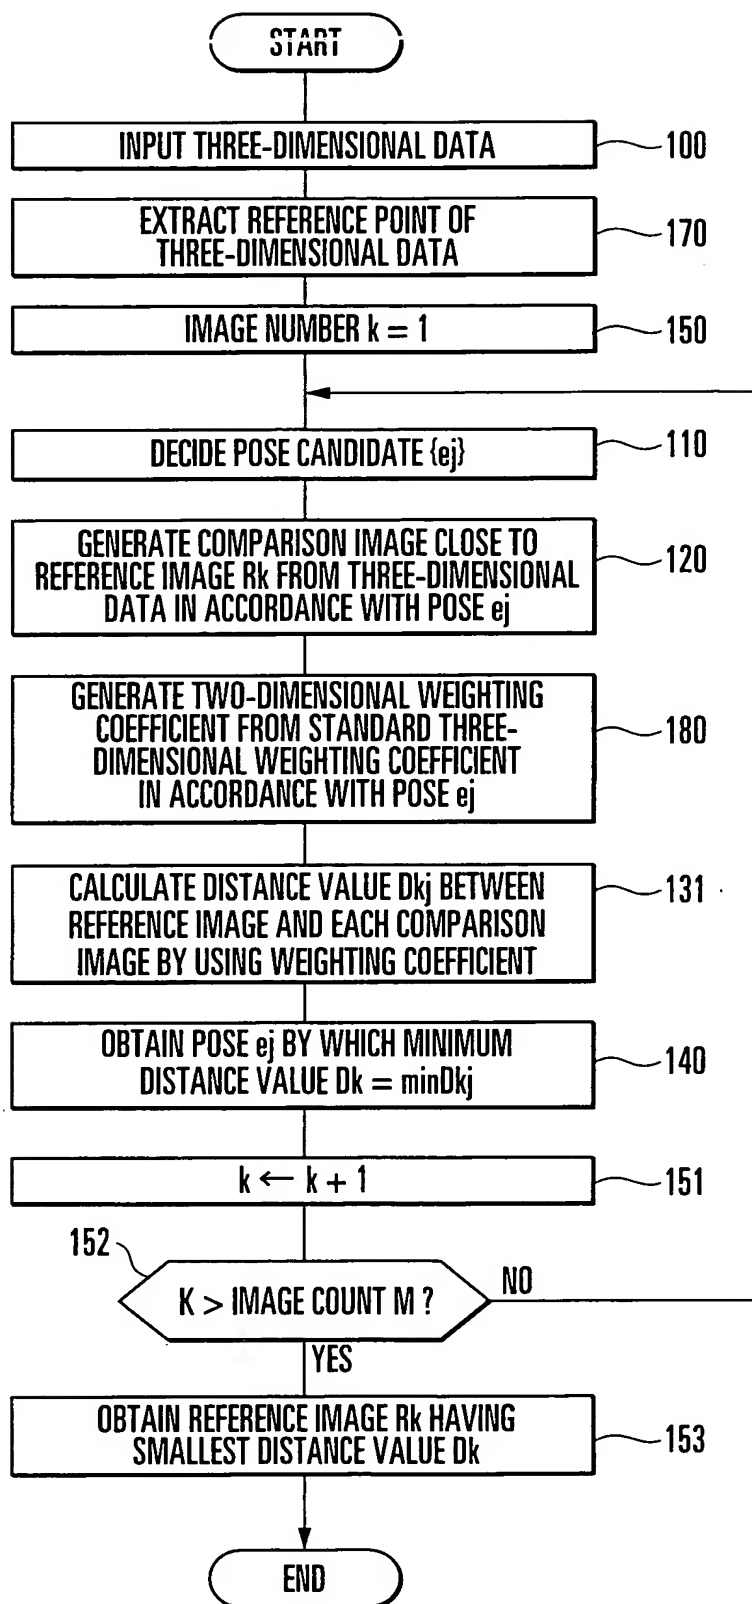 START
INPUT THREE-DIMENSIONAL DATA
100
EXTRACT REFERENCE POINT OF
THREE-DIMENSIONAL DATA
170
IMAGE NUMBER k = 1
150
DECIDE POSE CANDIDATE {ej}
110
GENERATE COMPARISON IMAGE CLOSE TO
REFERENCE IMAGE Rk FROM THREE-DIMENSIONAL
DATA IN ACCORDANCE WITH POSE ej
120
GENERATE TWO-DIMENSIONAL WEIGHTING
COEFFICIENT FROM STANDARD THREE-
DIMENSIONAL WEIGHTING COEFFICIENT
IN ACCORDANCE WITH POSE ej
180
CALCULATE DISTANCE VALUE Dkj BETWEEN
REFERENCE IMAGE AND EACH COMPARISON
IMAGE BY USING WEIGHTING COEFFICIENT
131
OBTAIN POSE ej BY WHICH MINIMUM
DISTANCE VALUE Dk = minDkj
140
k ← k + 1
151
152
K > IMAGE COUNT M ?
NO
YES
OBTAIN REFERENCE IMAGE Rk HAVING
SMALLEST DISTANCE VALUE Dk
153
END